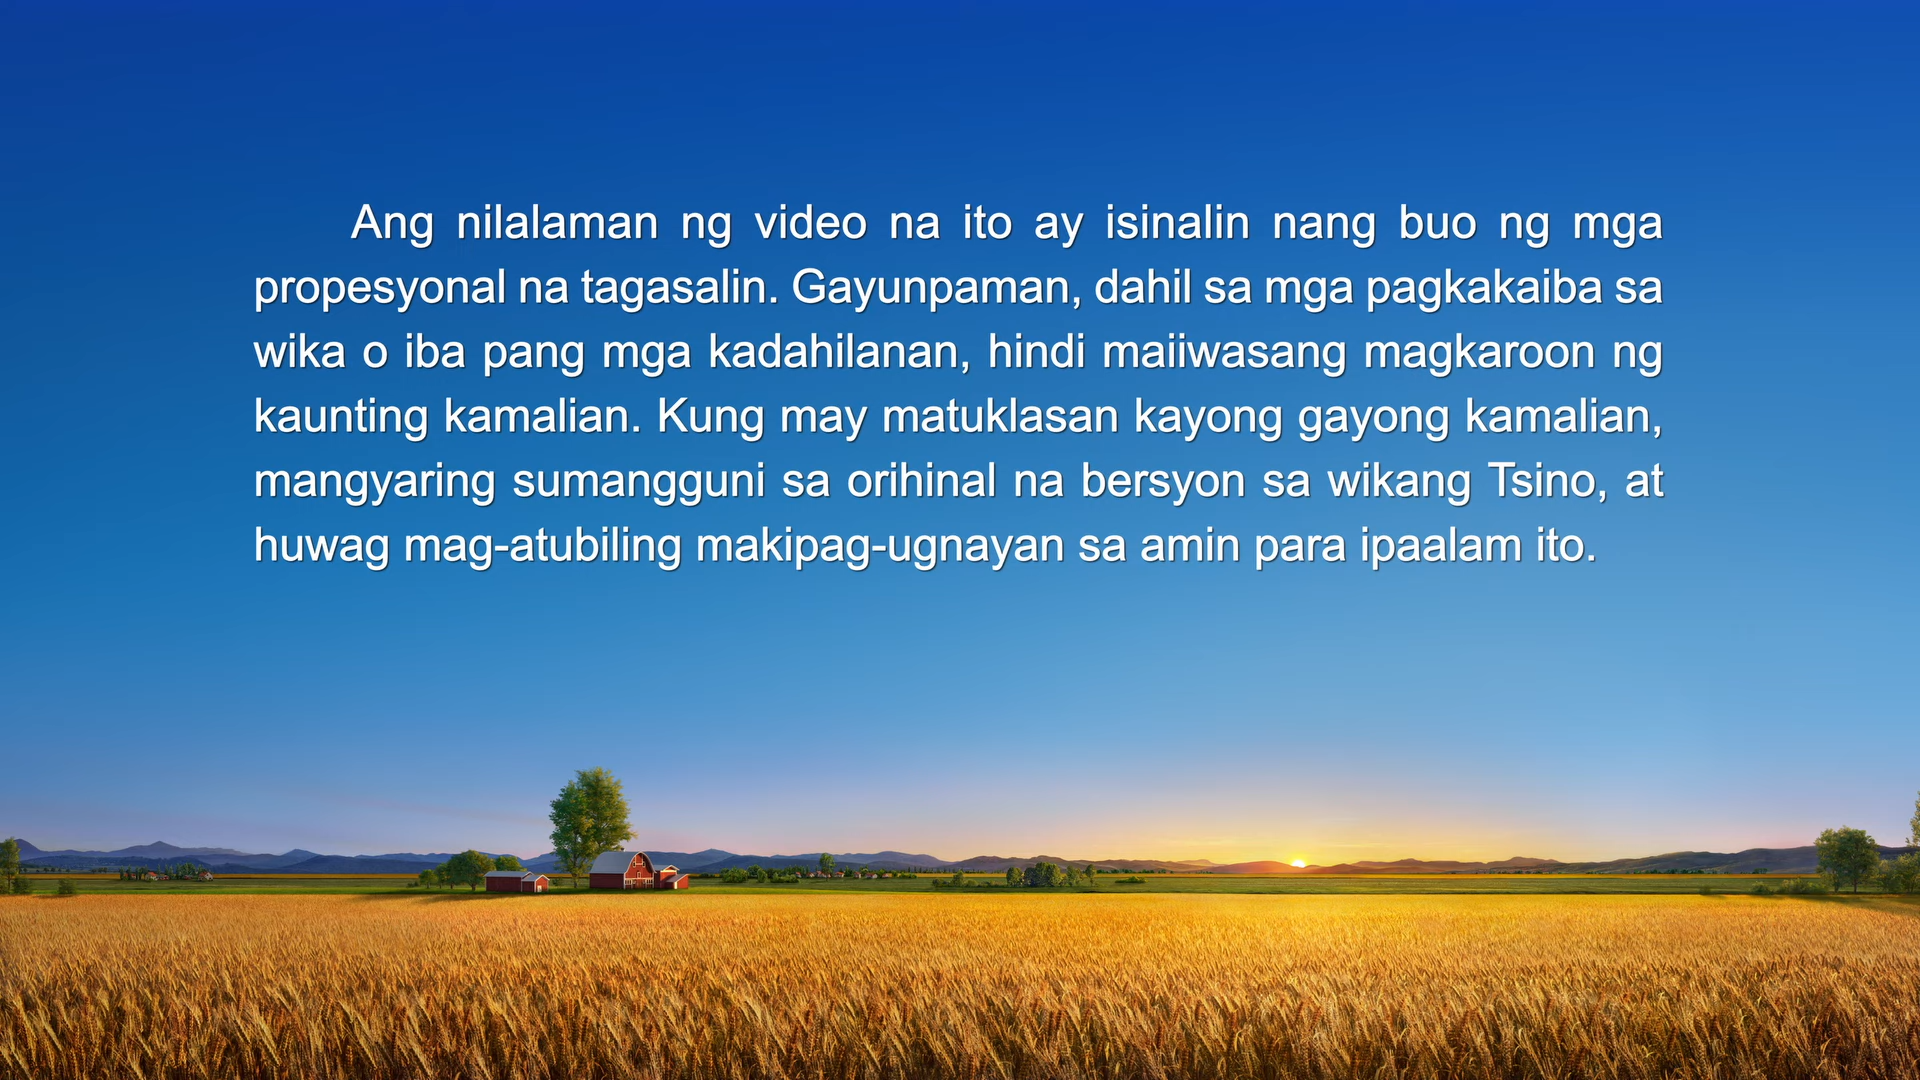 Ang nilalaman ng video na ito ay isinalin nang buo ng mga
propesyonal na tagasalin. Gayunpaman, dahil sa mga pagkakaiba sa
wika o iba pang mga kadahilanan, hindi maiiwasang magkaroon ng
kaunting kamalian. Kung may matuklasan kayong gayong kamalian,
mangyaring sumangguni sa orihinal na bersyon sa wikang Tsino, at
huwag mag-atubiling makipag-ugnayan sa amin para ipaalam ito.